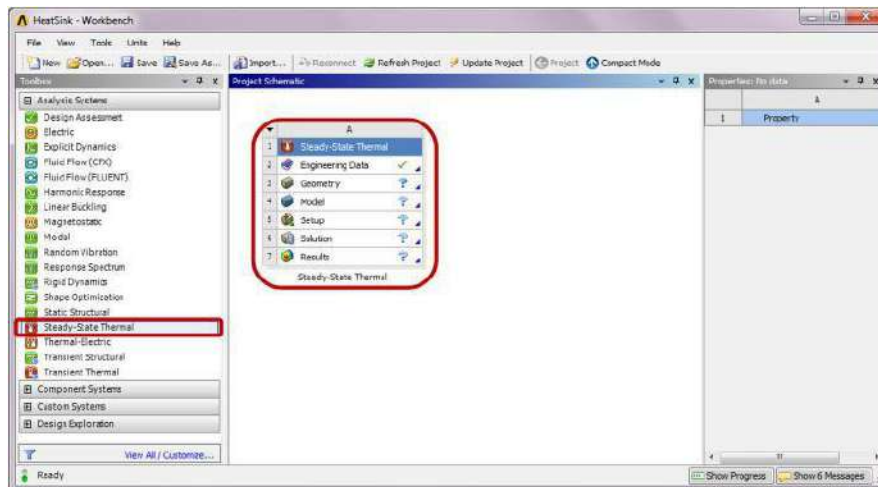 HeatSink - Workbench
File View Tools Units Help
New Open... Save Save As... Import... Reconnect Refresh Project Update Project Project Compact Mode
Toolbox
Project Schematic
Properties: No data
Analysis Systems
Design Assessment
Electric
Explicit Dynamics
Fluid Flow (CFX)
Fluid Flow (FLUENT)
Harmonic Response
Linear Buckling
Magnetostatic
Modal
Random Vibration
Response Spectrum
Rigid Dynamics
Shape Optimization
Static Structural
Steady-State Thermal
Thermal-Electric
Transient Structural
Transient Thermal
Component Systems
Custom Systems
Design Exploration
View All / Customize...
A
1 Steady-State Thermal
2 Engineering Data
3 Geometry ?
4 Model ?
5 Setup ?
6 Solution ?
7 Results ?
Steady-State Thermal
A
1 Property
Ready
Show Progress Show 6 Messages